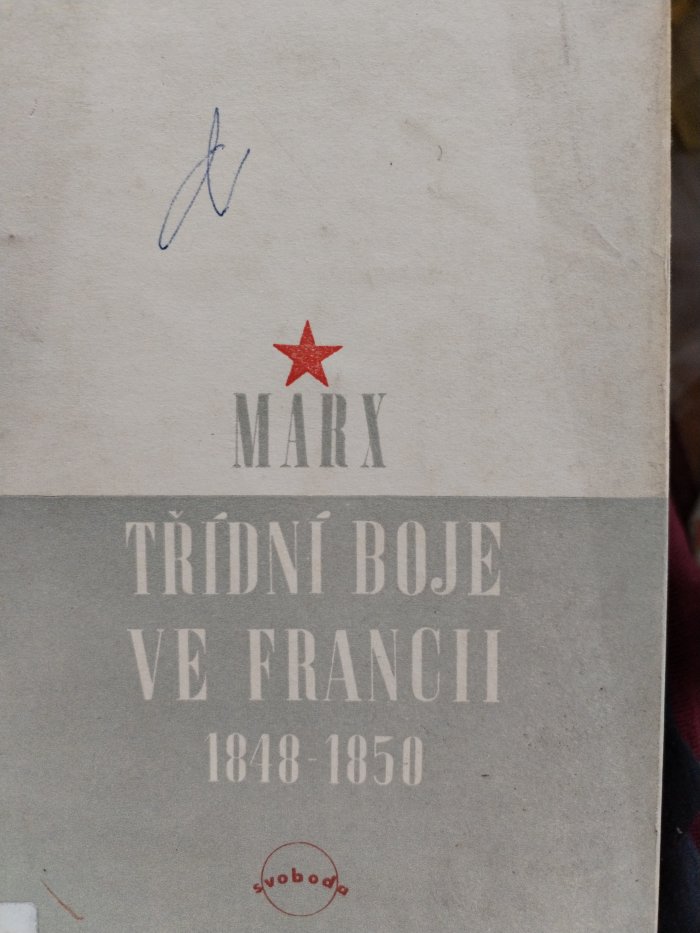 MARX
TŘÍDNÍ BOJE
VE FRANCII
1848-1850
svoboda